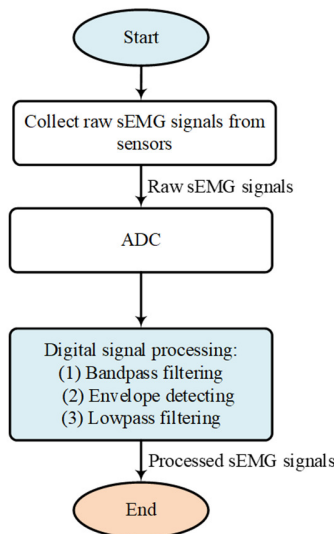 Start
Collect raw sEMG signals from
sensors
Raw sEMG signals
ADC
Digital signal processing:
(1) Bandpass filtering
(2) Envelope detecting
(3) Lowpass filtering
Processed sEMG signals
End